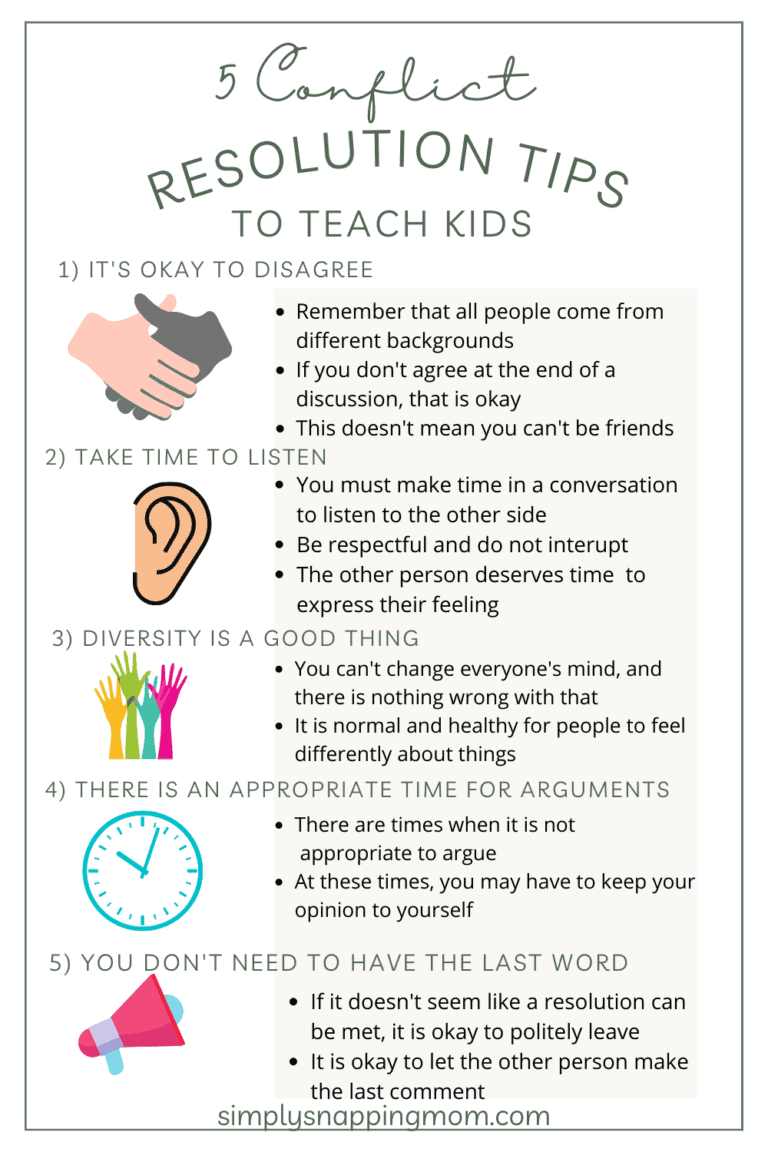 5 Conflict
RESOLUTION TIPS
TO TEACH KIDS
1) IT'S OKAY TO DISAGREE
• Remember that all people come from
different backgrounds
• If you don't agree at the end of a
discussion, that is okay
• This doesn't mean you can't be friends
2) TAKE TIME TO LISTEN
• You must make time in a conversation
to listen to the other side
• Be respectful and do not interupt
• The other person deserves time  to
express their feeling
3) DIVERSITY IS A GOOD THING
• You can't change everyone's mind, and
there is nothing wrong with that
• It is normal and healthy for people to feel
differently about things
4) THERE IS AN APPROPRIATE TIME FOR ARGUMENTS
• There are times when it is not
appropriate to argue
• At these times, you may have to keep your
opinion to yourself
5) YOU DON'T NEED TO HAVE THE LAST WORD
• If it doesn't seem like a resolution can
be met, it is okay to politely leave
• It is okay to let the other person make
the last comment
simplysnappingmom.com